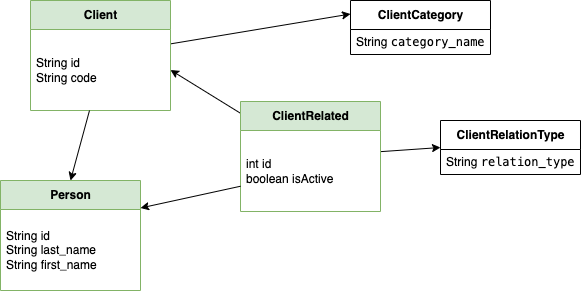 Client
String id
String code
ClientCategory
String category_name
ClientRelated
int id
boolean isActive
ClientRelationType
String relation_type
Person
String id
String last_name
String first_name